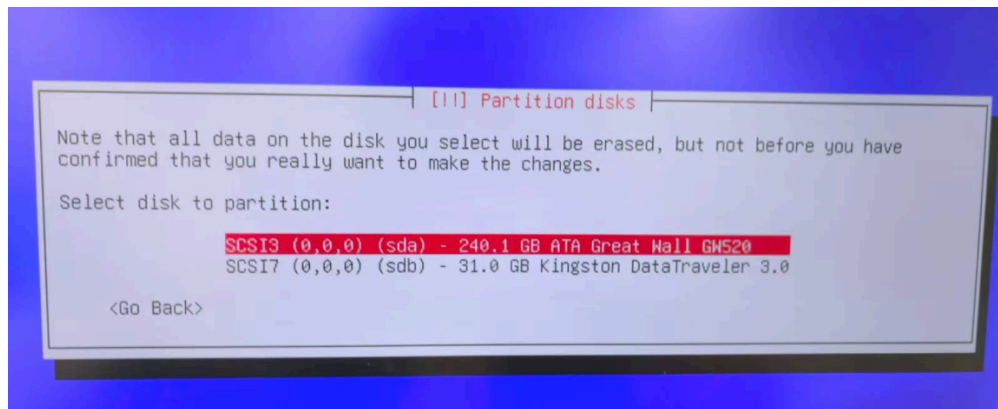 [!!] Partition disks
Note that all data on the disk you select will be erased, but not before you have
confirmed that you really want to make the changes.
Select disk to partition:
SCSI3 (0,0,0) (sda) - 240.1 GB ATA Great Wall GW520
SCSI7 (0,0,0) (sdb) - 31.0 GB Kingston DataTraveler 3.0
<Go Back>